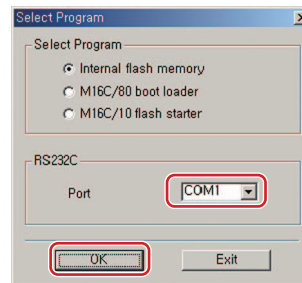 Select Program
Select Program
Internal flash memory
M16C/80 boot loader
M16C/10 flash starter
RS232C
Port COM1
OK Exit